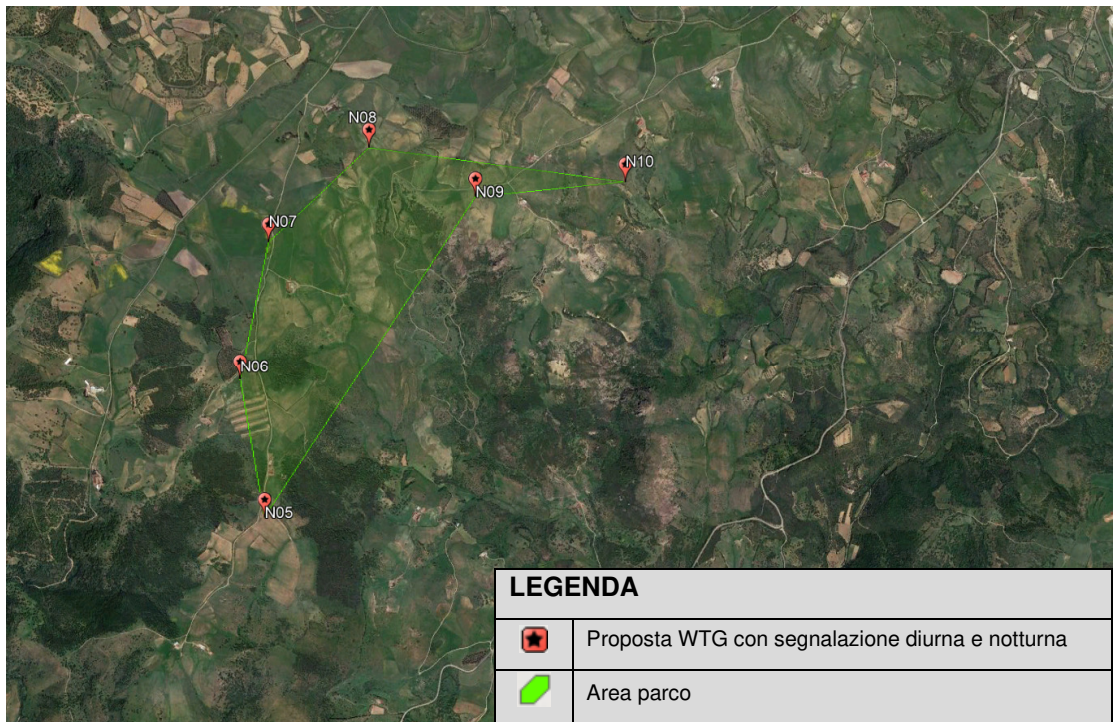 N08
N10
N09
N07
N06
N05
LEGENDA
Proposta WTG con segnalazione diurna e notturna
Area parco